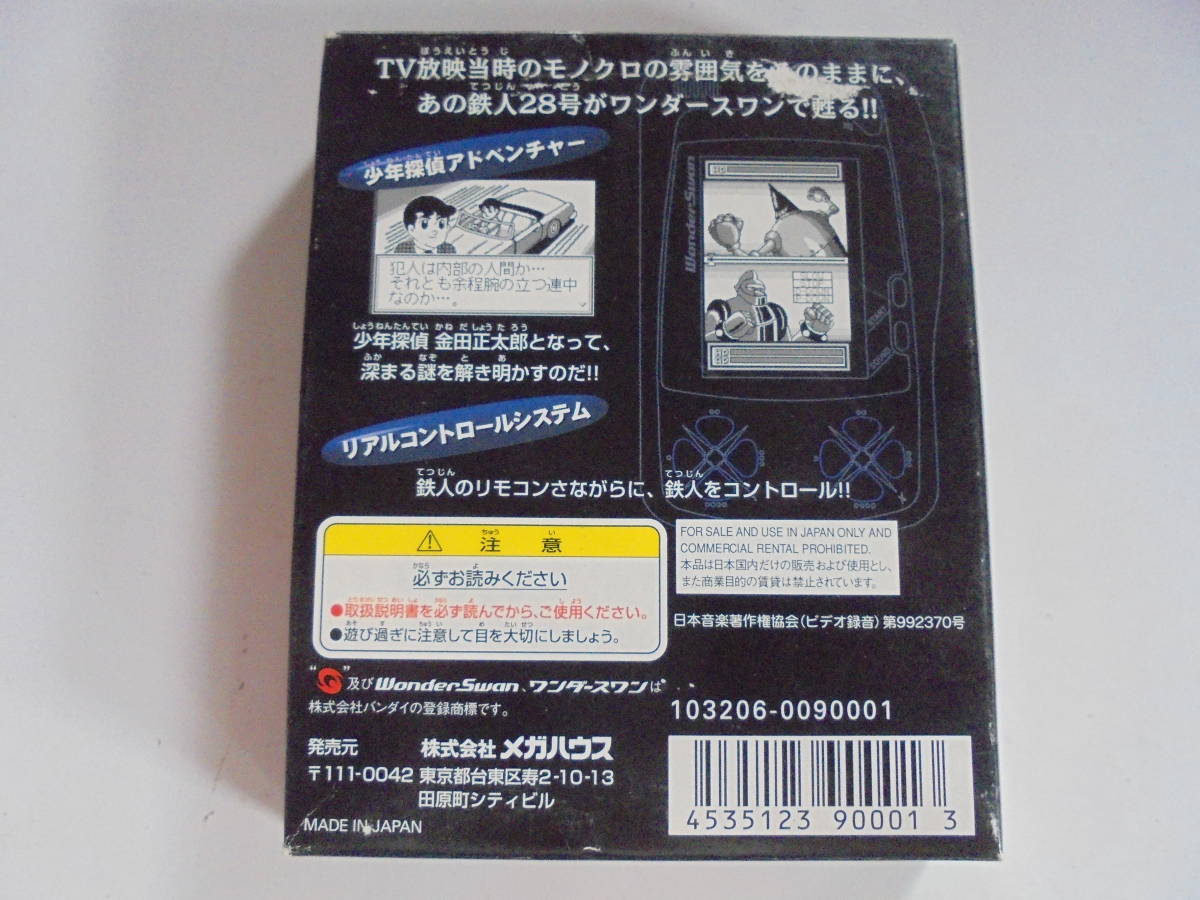 TV放映当時のモノクロの雰囲気を のままに、
あの鉄人28号がワンダースワンで甦る!!
少年探偵アドベンチャー
犯人は内部の人間か…
それとも余程腕の立つ連中
なのか…。
少年探偵 金田正太郎となって、
深まる謎を解き明かすのだ!!
リアルコントロールシステム
鉄人のリモコンさながらに、鉄人をコントロール!!
WonderSwan
START
SOUND
注意
必ずお読みください
●取扱説明書を必ず読んでから、ご使用ください。
●遊び過ぎに注意して目を大切にしましょう。
FOR SALE AND USE IN JAPAN ONLY AND
COMMERCIAL RENTAL PROHIBITED.
本品は日本国内だけの販売および使用とし、
また商業目的の賃貸は禁止されています。
日本音楽著作権協会(ビデオ録音)第992370号
“ ”及びWonderSwan、ワンダースワンは
株式会社バンダイの登録商標です。
103206-0090001
発売元 株式会社 メガハウス
〒111-0042 東京都台東区寿2-10-13
田原町シティビル
MADE IN JAPAN
4535123 90001 3